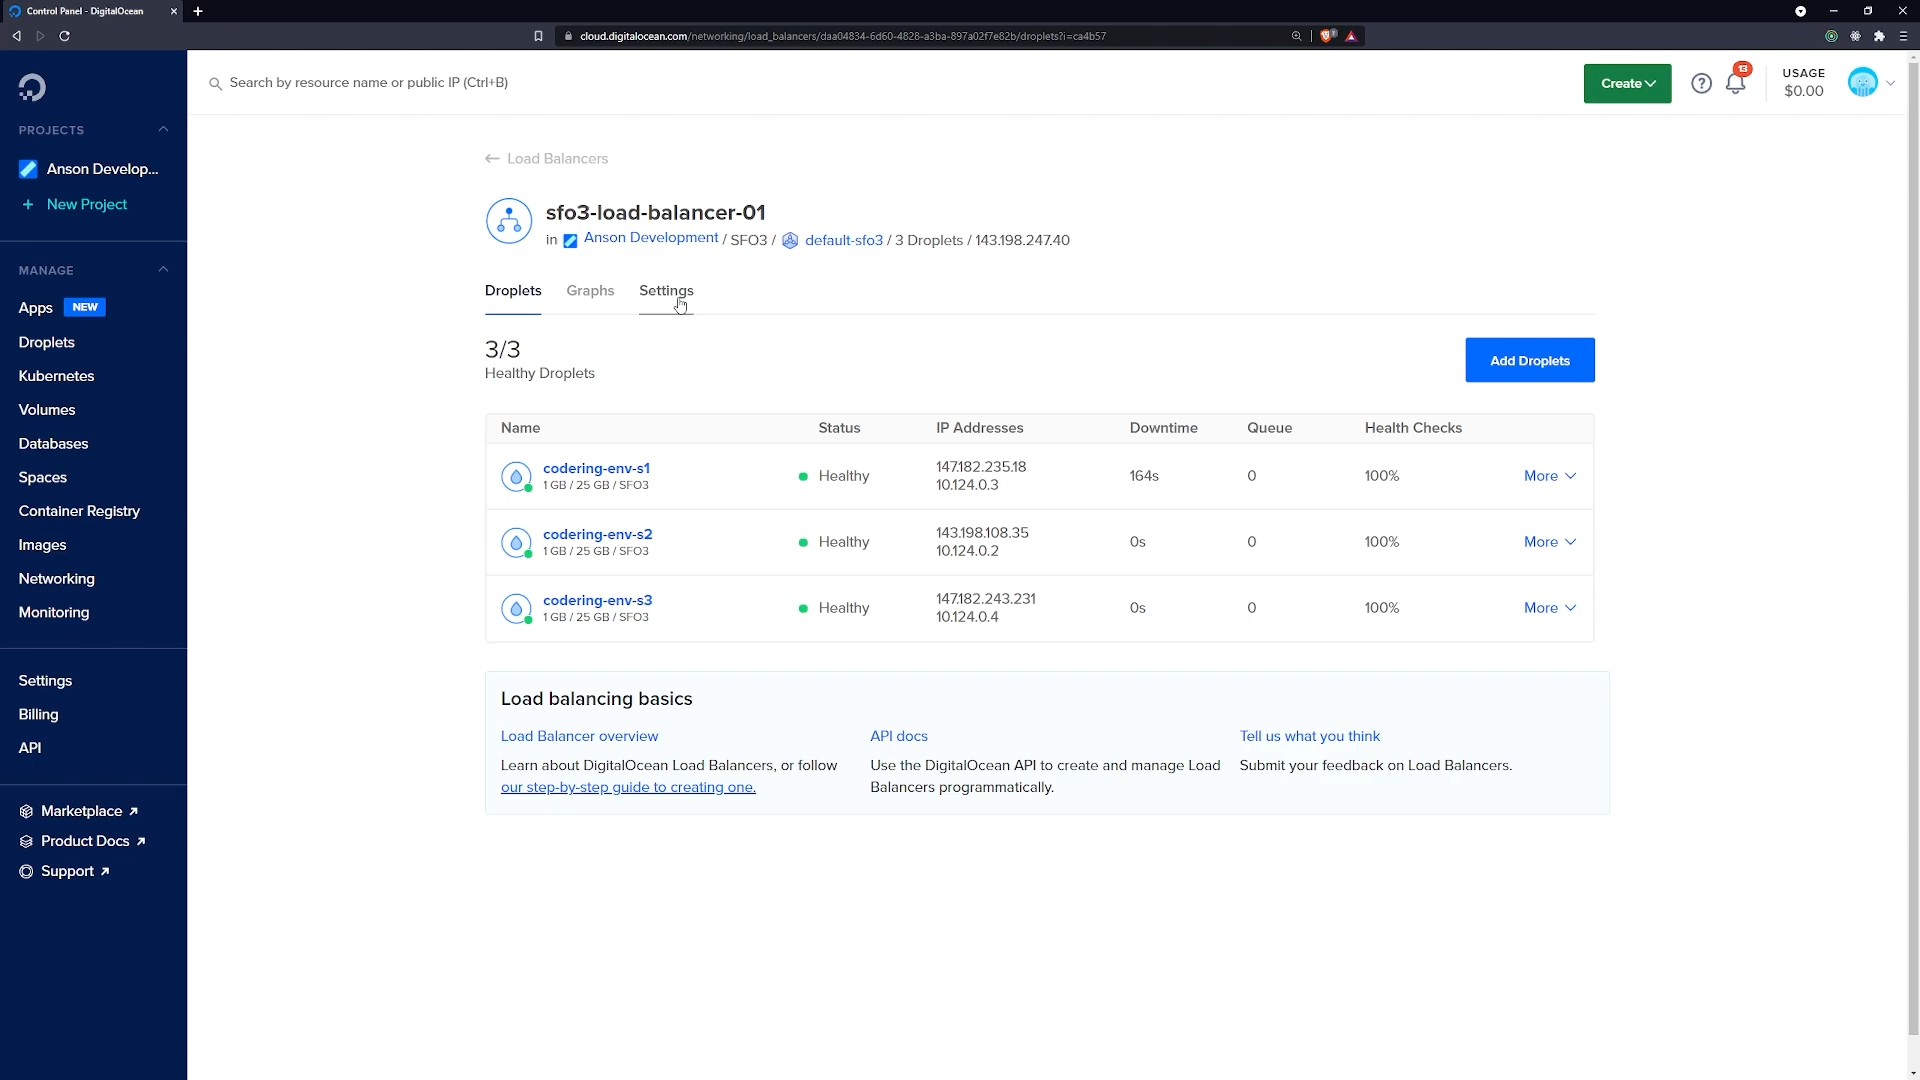 Control Panel - DigitalOcean
cloud.digitalocean.com/networking/load_balancers/daa04834-6d60-4828-a3ba-897a02f7e82b/droplets?i=ca4b57
Search by resource name or public IP (Ctrl+B)
Create
13
USAGE
$0.00
PROJECTS
Anson Develop...
+ New Project
MANAGE
Apps NEW
Droplets
Kubernetes
Volumes
Databases
Spaces
Container Registry
Images
Networking
Monitoring
Settings
Billing
API
Marketplace
Product Docs
Support
← Load Balancers
sfo3-load-balancer-01
in Anson Development / SFO3 / default-sfo3 / 3 Droplets / 143.198.247.40
Droplets Graphs Settings
3/3
Healthy Droplets
Add Droplets
Name Status IP Addresses Downtime Queue Health Checks
codering-env-s1
1 GB / 25 GB / SFO3
Healthy
147.182.235.18
10.124.0.3
164s 0 100% More
codering-env-s2
1 GB / 25 GB / SFO3
Healthy
143.198.108.35
10.124.0.2
0s 0 100% More
codering-env-s3
1 GB / 25 GB / SFO3
Healthy
147.182.243.231
10.124.0.4
0s 0 100% More
Load balancing basics
Load Balancer overview
Learn about DigitalOcean Load Balancers, or follow
our step-by-step guide to creating one.
API docs
Use the DigitalOcean API to create and manage Load
Balancers programmatically.
Tell us what you think
Submit your feedback on Load Balancers.